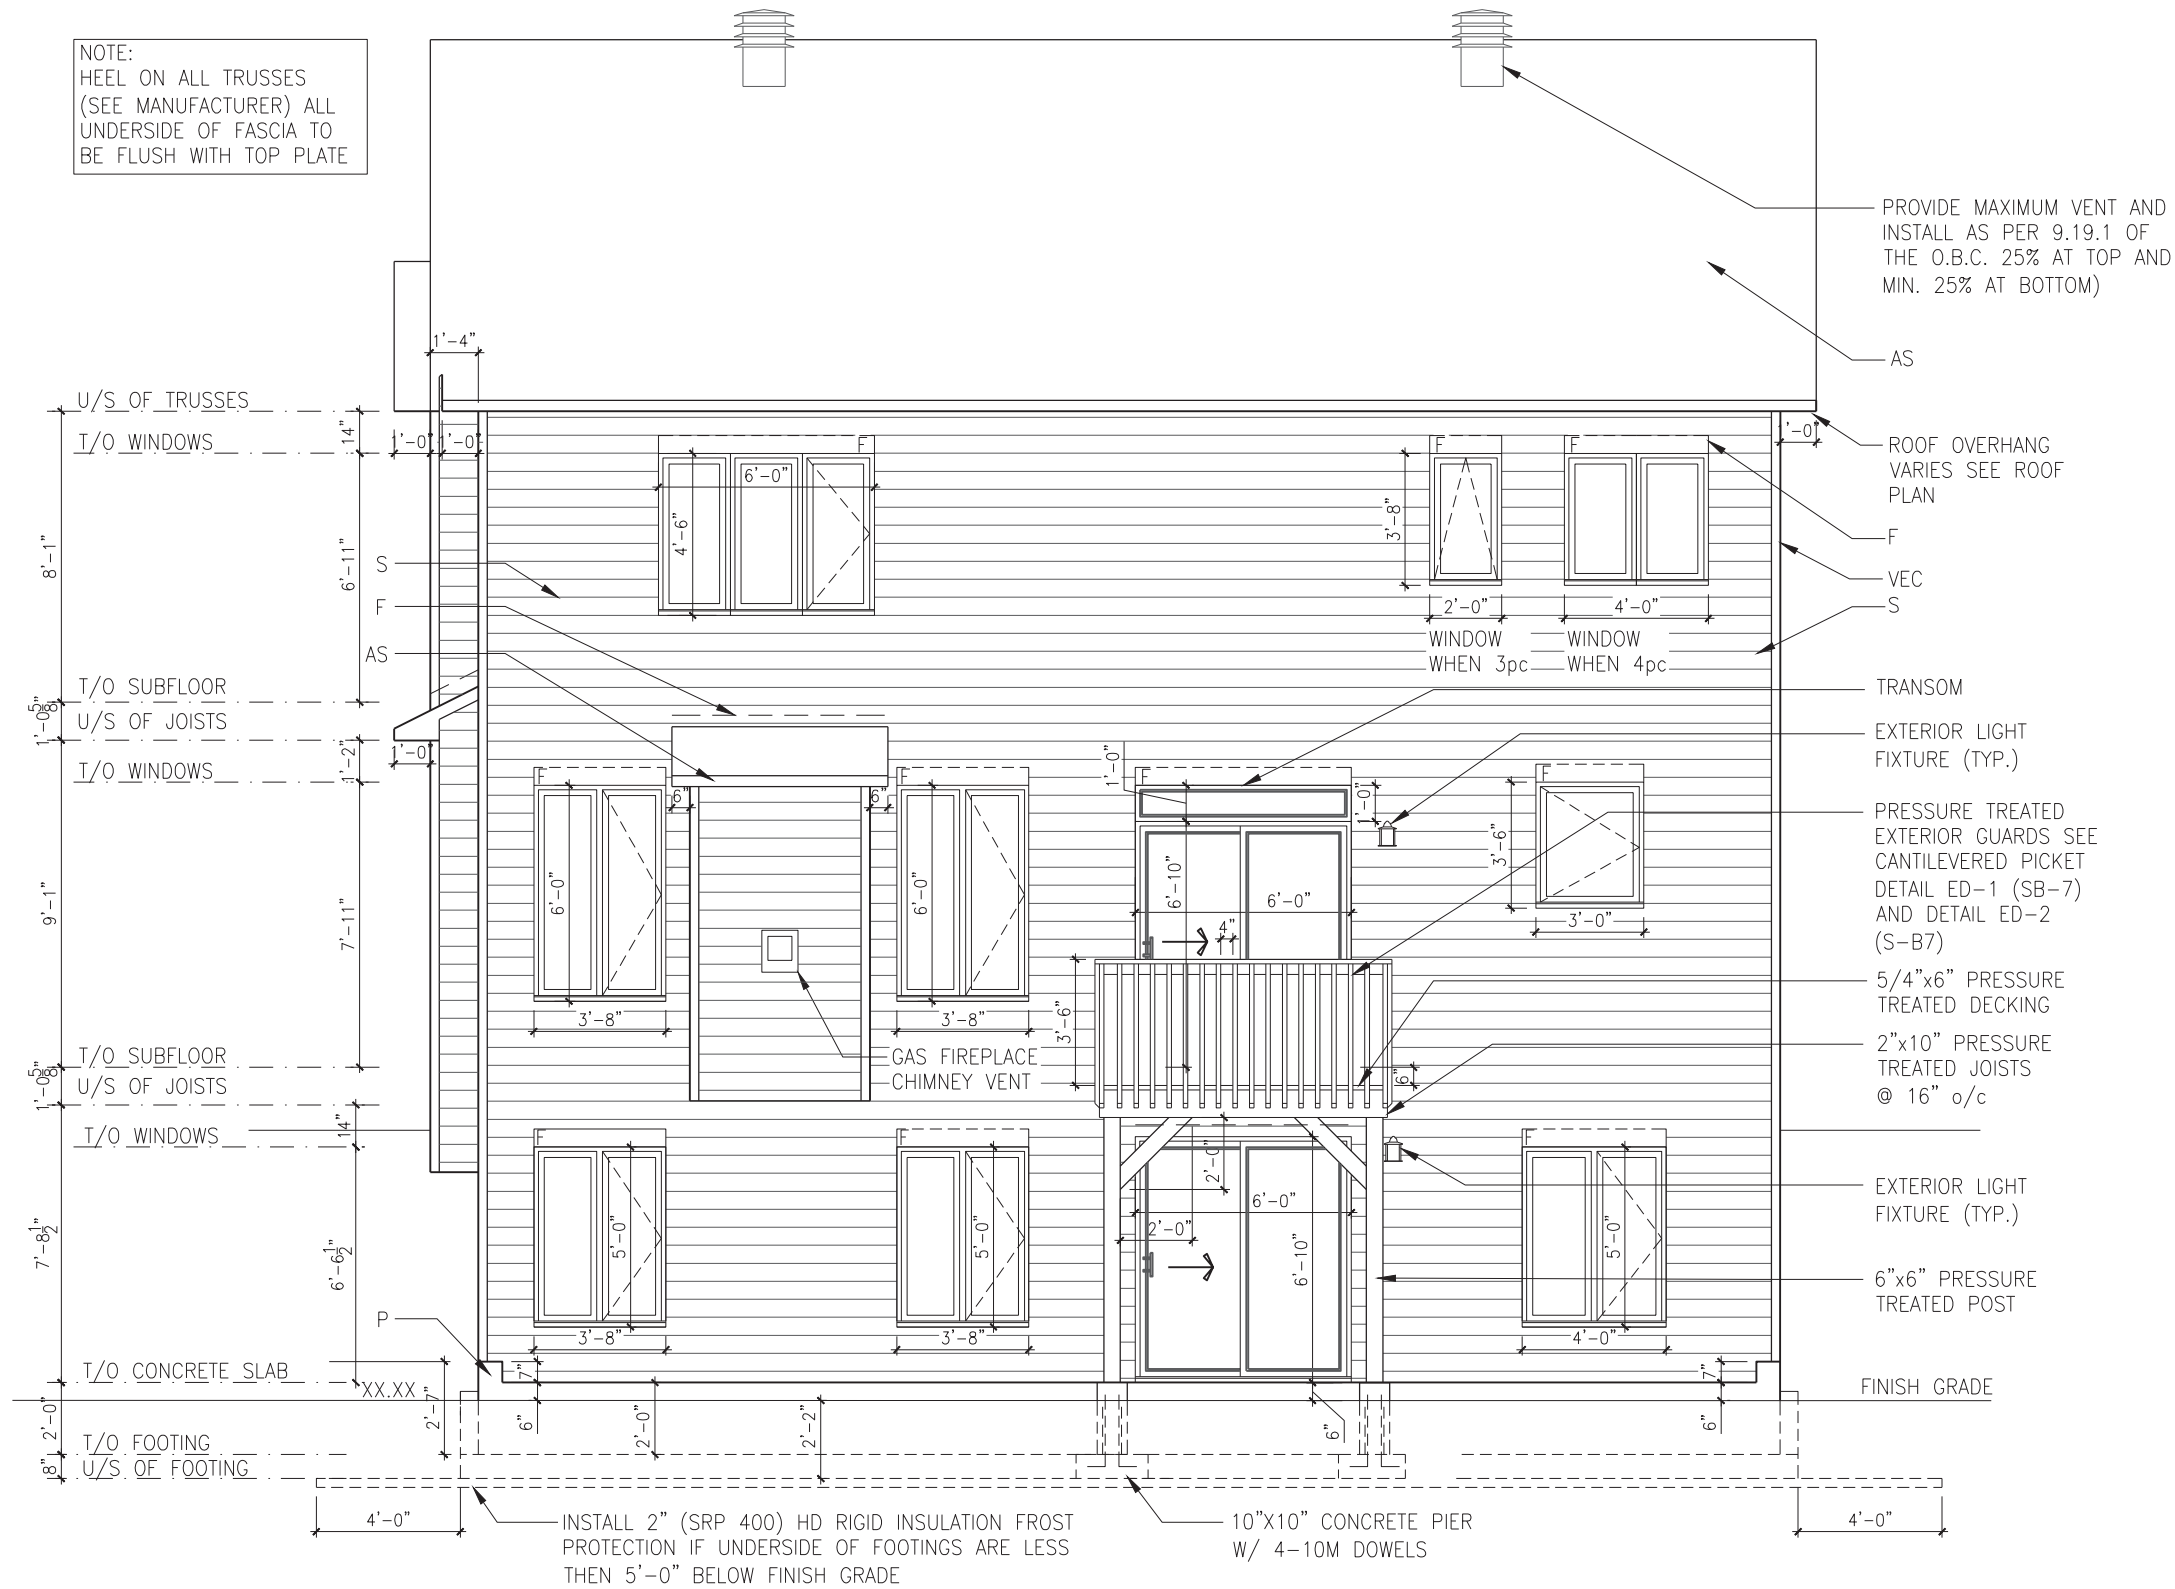 NOTE:
HEEL ON ALL TRUSSES
(SEE MANUFACTURER) ALL
UNDERSIDE OF FASCIA TO
BE FLUSH WITH TOP PLATE
PROVIDE MAXIMUM VENT AND
INSTALL AS PER 9.19.1 OF
THE O.B.C. 25% AT TOP AND
MIN. 25% AT BOTTOM)
AS
1'-4"
U/S OF TRUSSES
T/O WINDOWS
14"
1'-0"
1'-0"
1'-0"
ROOF OVERHANG
VARIES SEE ROOF
PLAN
F
VEC
S
8'-1"
6'-11"
S
F
AS
F
6'-0"
4'-6"
F
3'-8"
2'-0"
WINDOW
WHEN 3pc
F
4'-0"
WINDOW
WHEN 4pc
T/O SUBFLOOR
U/S OF JOISTS
1'-0 5/8"
1'-0"
1'-2"
T/O WINDOWS
TRANSOM
EXTERIOR LIGHT
FIXTURE (TYP.)
PRESSURE TREATED
EXTERIOR GUARDS SEE
CANTILEVERED PICKET
DETAIL ED-1 (SB-7)
AND DETAIL ED-2
(S-B7)
5/4"x6" PRESSURE
TREATED DECKING
2"x10" PRESSURE
TREATED JOISTS
@ 16" o/c
9'-1"
7'-11"
F
6'-0"
3'-8"
6"
6"
F
6'-0"
3'-8"
GAS FIREPLACE
CHIMNEY VENT
1'-0"
F
1'-0"
6'-10"
6'-0"
4"
3'-6"
6"
F
3'-6"
3'-0"
T/O SUBFLOOR
U/S OF JOISTS
1'-0 5/8"
14"
T/O WINDOWS
7'-8 1/2"
6'-6 1/2"
F
5'-0"
3'-8"
F
5'-0"
3'-8"
2'-0"
6'-0"
2'-0"
6'-10"
F
5'-0"
4'-0"
EXTERIOR LIGHT
FIXTURE (TYP.)
6"x6" PRESSURE
TREATED POST
P
T/O CONCRETE SLAB
XX.XX
FINISH GRADE
2'-0"
2'-7"
7"
6"
2'-0"
2'-2"
6"
7"
6"
T/O FOOTING
U/S OF FOOTING
8"
4'-0"
INSTALL 2" (SRP 400) HD RIGID INSULATION FROST
PROTECTION IF UNDERSIDE OF FOOTINGS ARE LESS
THEN 5'-0" BELOW FINISH GRADE
10"X10" CONCRETE PIER
W/ 4-10M DOWELS
4'-0"